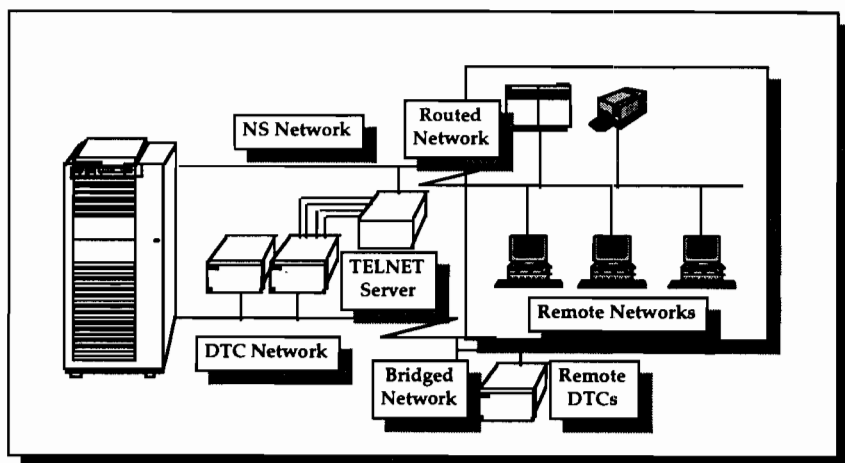 NS Network
Routed
Network
TELNET
Server
Remote Networks
DTC Network
Bridged
Network
Remote
DTCs